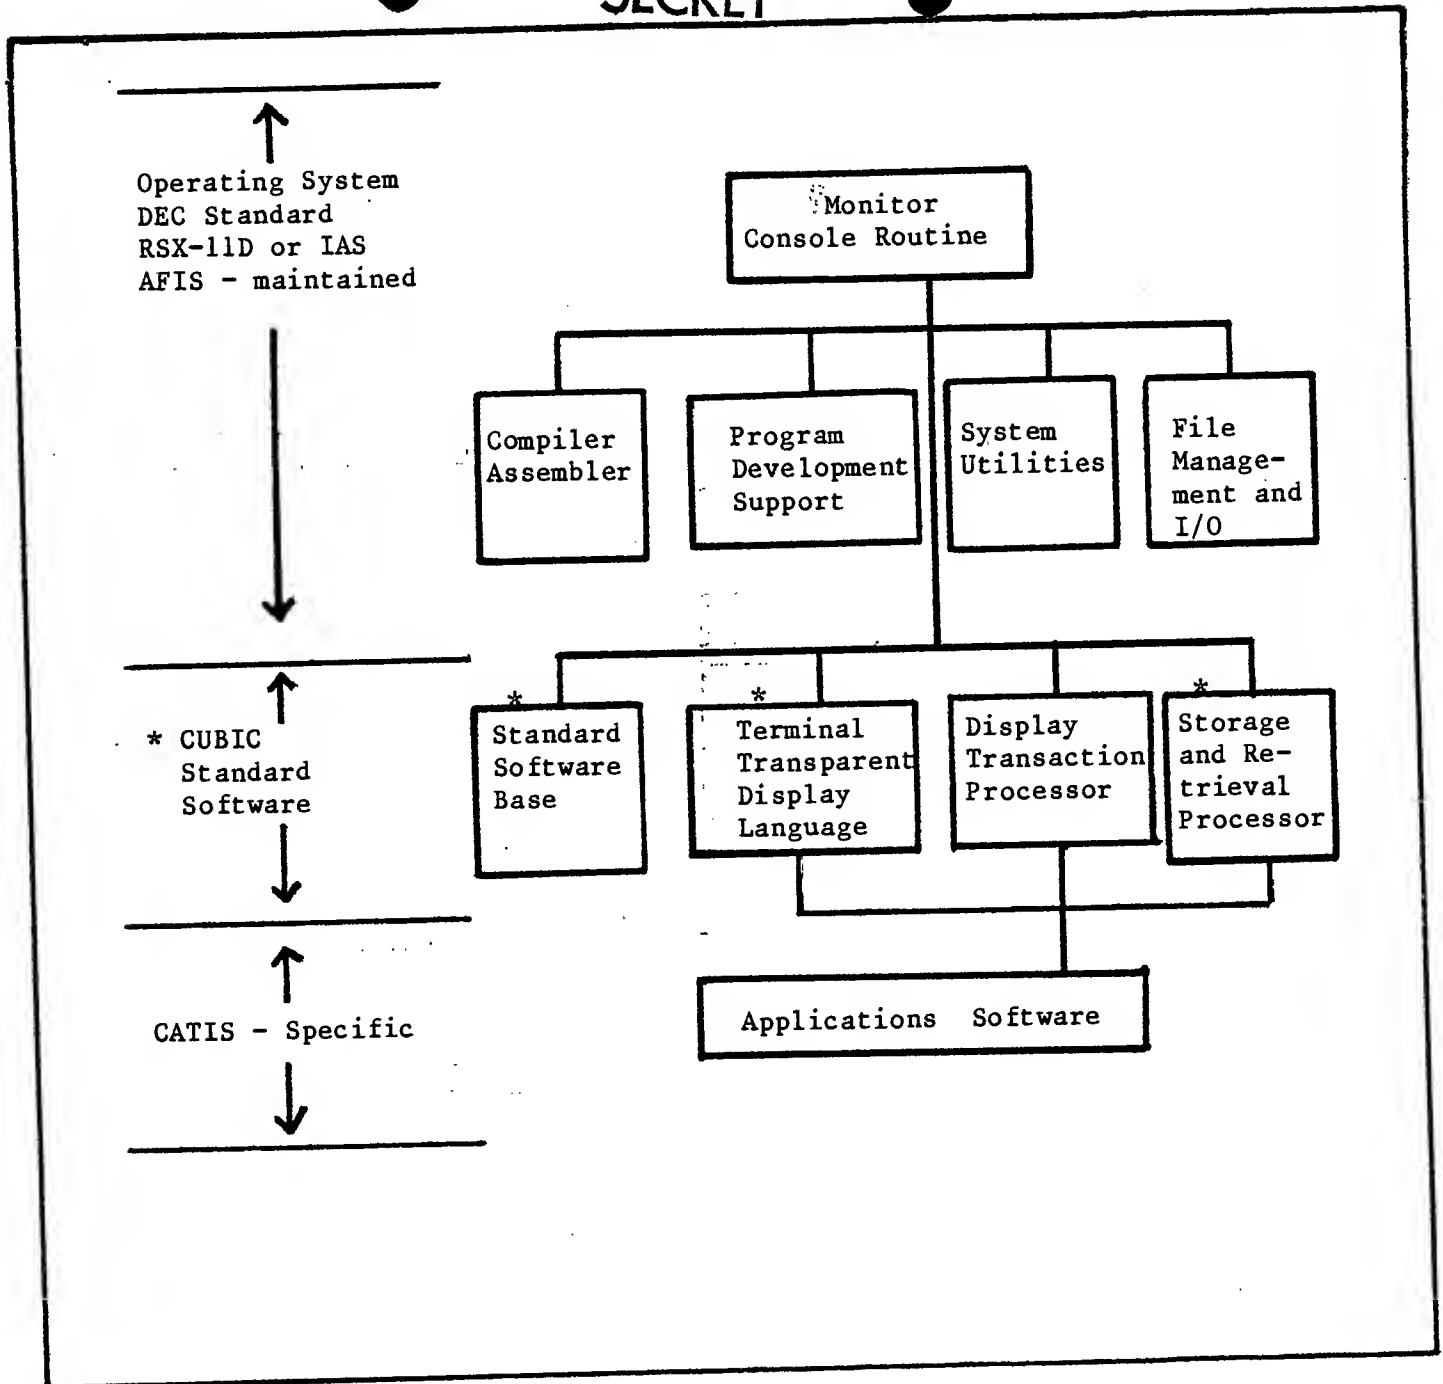 SECRET
Operating System
DEC Standard
RSX-11D or IAS
AFIS - maintained
Monitor
Console Routine
Compiler
Assembler
Program
Development
Support
System
Utilities
File
Manage-
ment and
I/O
* CUBIC
Standard
Software
*
Standard
Software
Base
*
Terminal
Transparent
Display
Language
Display
Transaction
Processor
*
Storage
and Re-
trieval
Processor
CATIS - Specific
Applications Software